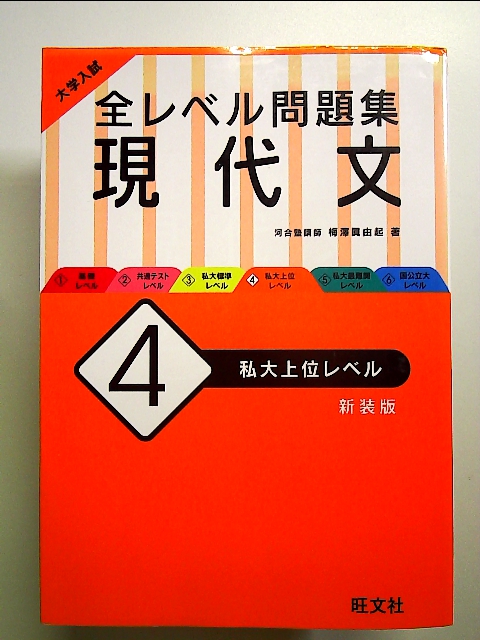 大学入試
全レベル問題集
現代文
河合塾講師 梅澤眞由起 著
① 基礎レベル
② 共通テストレベル
③ 私大標準レベル
④ 私大上位レベル
⑤ 私大最難関レベル
⑥ 国公立大レベル
4
私大上位レベル
新装版
旺文社